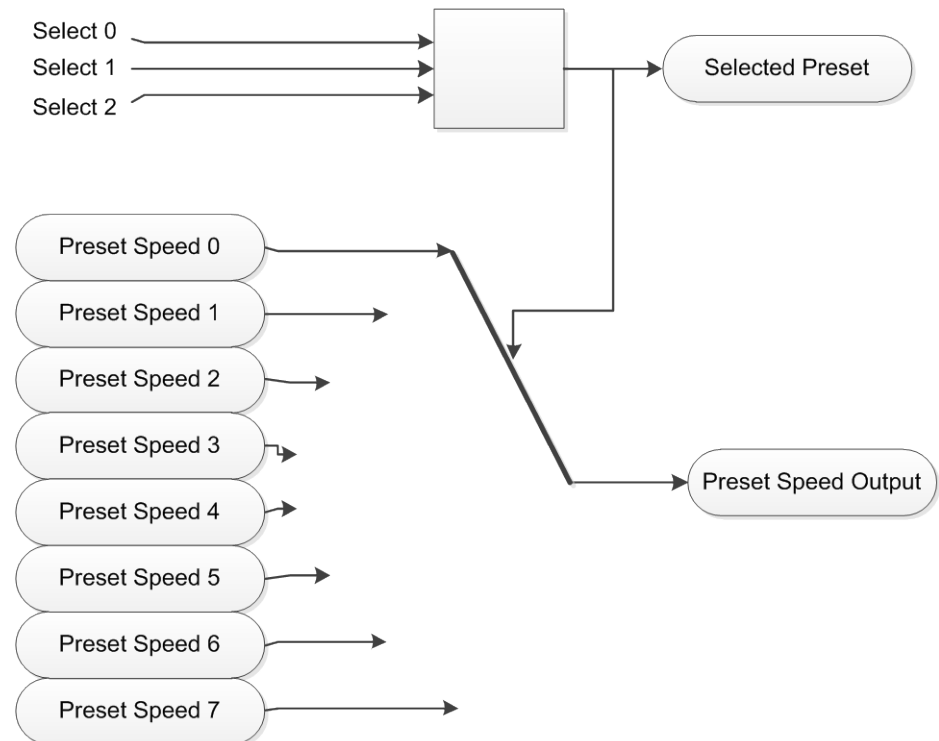 Select 0
Select 1
Select 2
Selected Preset
Preset Speed 0
Preset Speed 1
Preset Speed 2
Preset Speed 3
Preset Speed 4
Preset Speed 5
Preset Speed 6
Preset Speed 7
Preset Speed Output